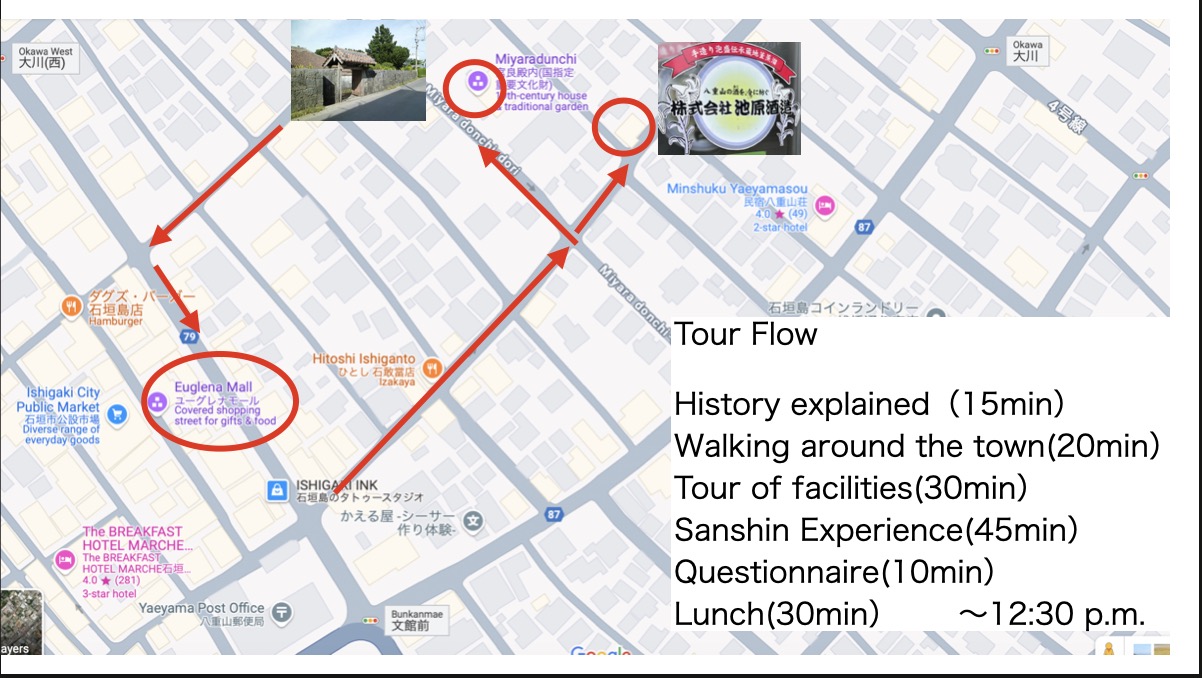 Okawa West
大川(西)
Miyaradunchi
宮良殿内(国指定
重要文化財)
19th-century house
& traditional garden
Miyara donchi dori
手造り泡盛伝承蔵地蔵
八重山の酒を、先に紡ぐ
株式会社 池原酒造
Okawa
大川
4号線
Minshuku Yaeyamasou
民宿八重山荘
4.0 ★ (49)
2-star hotel
87
Miyara donchi
石垣島コインランドリー
ダグズ・バーガー
石垣島店
Hamburger
79
Hitoshi Ishiganto
ひとし 石敢當店
Izakaya
Euglena Mall
ユーグレナモール
Covered shopping
street for gifts & food
Ishigaki City
Public Market
石垣市公設市場
Diverse range of
everyday goods
ISHIGAKI INK
石垣島のタトゥースタジオ
かえる屋 -シーサー
作り体験-
87
The BREAKFAST
HOTEL MARCHE...
The BREAKFAST
HOTEL MARCHE石垣...
4.0 ★ (281)
3-star hotel
Yaeyama Post Office
八重山郵便局
Bunkanmae
文館前
ayers
Google
Tour Flow
History explained（15min）
Walking around the town(20min)
Tour of facilities(30min)
Sanshin Experience(45min)
Questionnaire(10min)
Lunch(30min) ～12:30 p.m.